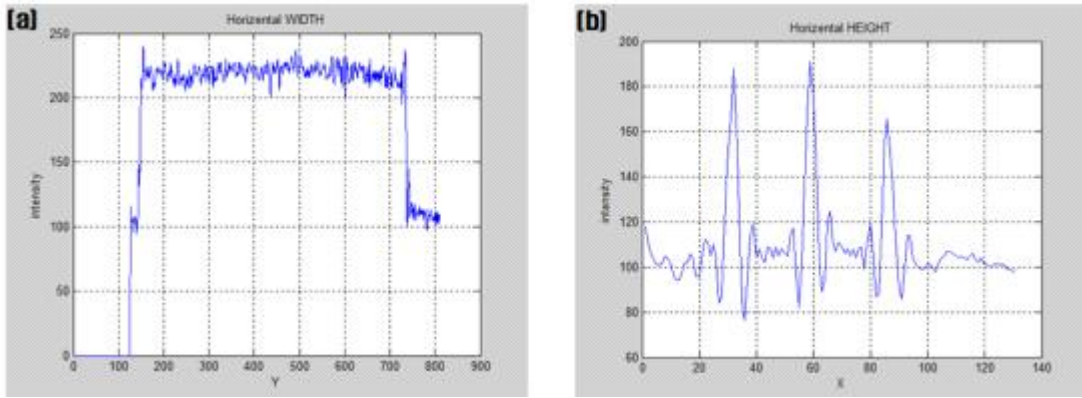 [a]
Horizental WIDTH
250
200
150
100
50
0
intensity
0 100 200 300 400 500 600 700 800 900
Y
[b]
Horizental HEIGHT
200
180
160
140
120
100
80
60
intensity
0 20 40 60 80 100 120 140
X